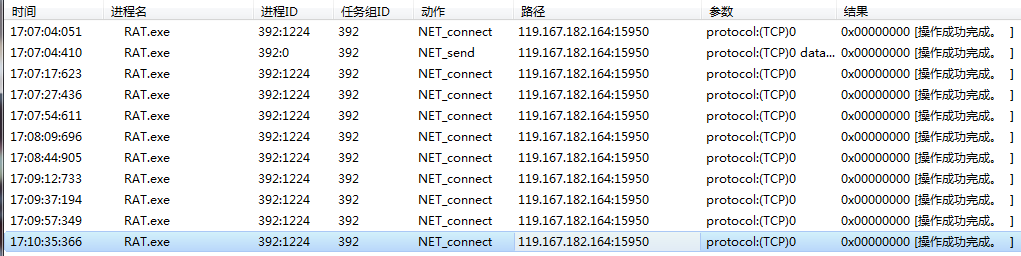 时间 进程名 进程ID 任务组ID 动作 路径 参数 结果
17:07:04:051 RAT.exe 392:1224 392 NET_connect 119.167.182.164:15950 protocol:(TCP)0 0x00000000 [操作成功完成。 ]
17:07:04:410 RAT.exe 392:0 392 NET_send 119.167.182.164:15950 protocol:(TCP)0 data... 0x00000000 [操作成功完成。 ]
17:07:17:623 RAT.exe 392:1224 392 NET_connect 119.167.182.164:15950 protocol:(TCP)0 0x00000000 [操作成功完成。 ]
17:07:27:436 RAT.exe 392:1224 392 NET_connect 119.167.182.164:15950 protocol:(TCP)0 0x00000000 [操作成功完成。 ]
17:07:54:611 RAT.exe 392:1224 392 NET_connect 119.167.182.164:15950 protocol:(TCP)0 0x00000000 [操作成功完成。 ]
17:08:09:696 RAT.exe 392:1224 392 NET_connect 119.167.182.164:15950 protocol:(TCP)0 0x00000000 [操作成功完成。 ]
17:08:44:905 RAT.exe 392:1224 392 NET_connect 119.167.182.164:15950 protocol:(TCP)0 0x00000000 [操作成功完成。 ]
17:09:12:733 RAT.exe 392:1224 392 NET_connect 119.167.182.164:15950 protocol:(TCP)0 0x00000000 [操作成功完成。 ]
17:09:37:194 RAT.exe 392:1224 392 NET_connect 119.167.182.164:15950 protocol:(TCP)0 0x00000000 [操作成功完成。 ]
17:09:57:349 RAT.exe 392:1224 392 NET_connect 119.167.182.164:15950 protocol:(TCP)0 0x00000000 [操作成功完成。 ]
17:10:35:366 RAT.exe 392:1224 392 NET_connect 119.167.182.164:15950 protocol:(TCP)0 0x00000000 [操作成功完成。 ]